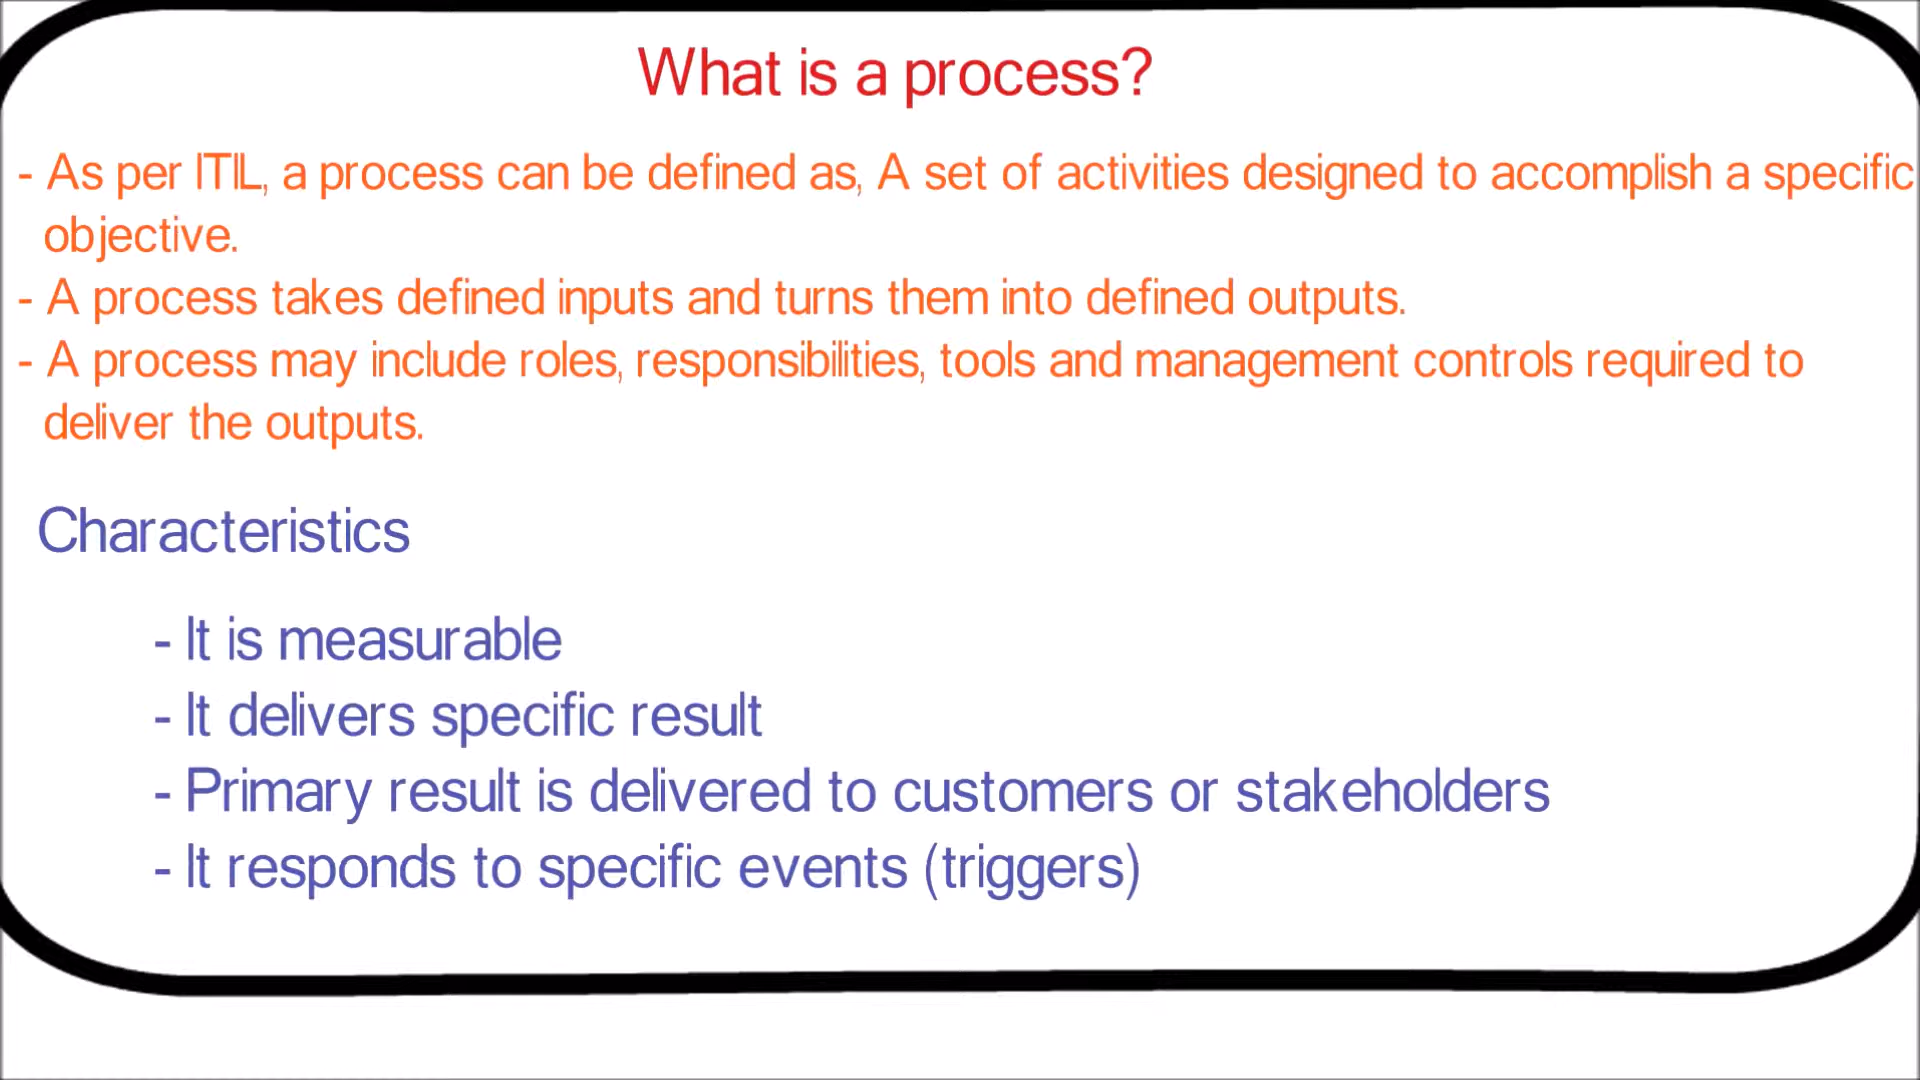 What is a process?
- As per ITIL, a process can be defined as, A set of activities designed to accomplish a specific
objective.
- A process takes defined inputs and turns them into defined outputs.
- A process may include roles, responsibilities, tools and management controls required to
deliver the outputs.
Characteristics
- It is measurable
- It delivers specific result
- Primary result is delivered to customers or stakeholders
- It responds to specific events (triggers)